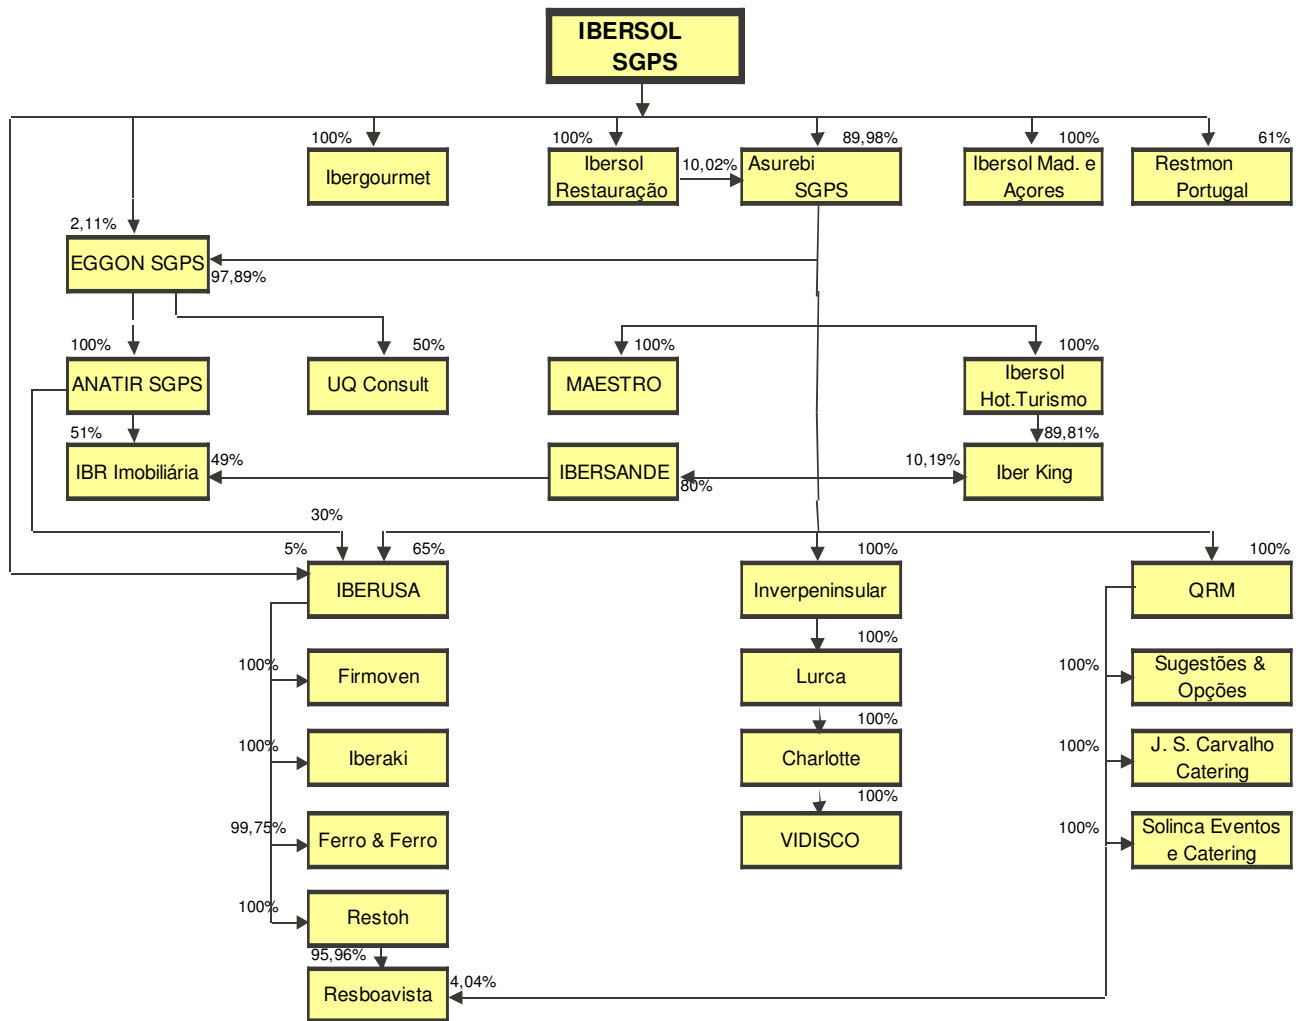 IBERSOL
SGPS
100%
100%
89,98%
100%
61%
Ibergourmet
Ibersol
Restauração
10,02%
Asurebi
SGPS
Ibersol Mad. e
Açores
Restmon
Portugal
2,11%
EGGON SGPS
97,89%
100%
50%
100%
100%
ANATIR SGPS
UQ Consult
MAESTRO
Ibersol
Hot.Turismo
51%
89,81%
IBR Imobiliária
49%
IBERSANDE
80%
10,19%
Iber King
30%
5%
65%
100%
100%
IBERUSA
Inverpeninsular
QRM
100%
100%
100%
Firmoven
Lurca
Sugestões &
Opções
100%
100%
100%
Iberaki
Charlotte
J. S. Carvalho
Catering
100%
99,75%
100%
Ferro & Ferro
VIDISCO
Solinca Eventos
e Catering
100%
Restoh
95,96%
Resboavista
4,04%